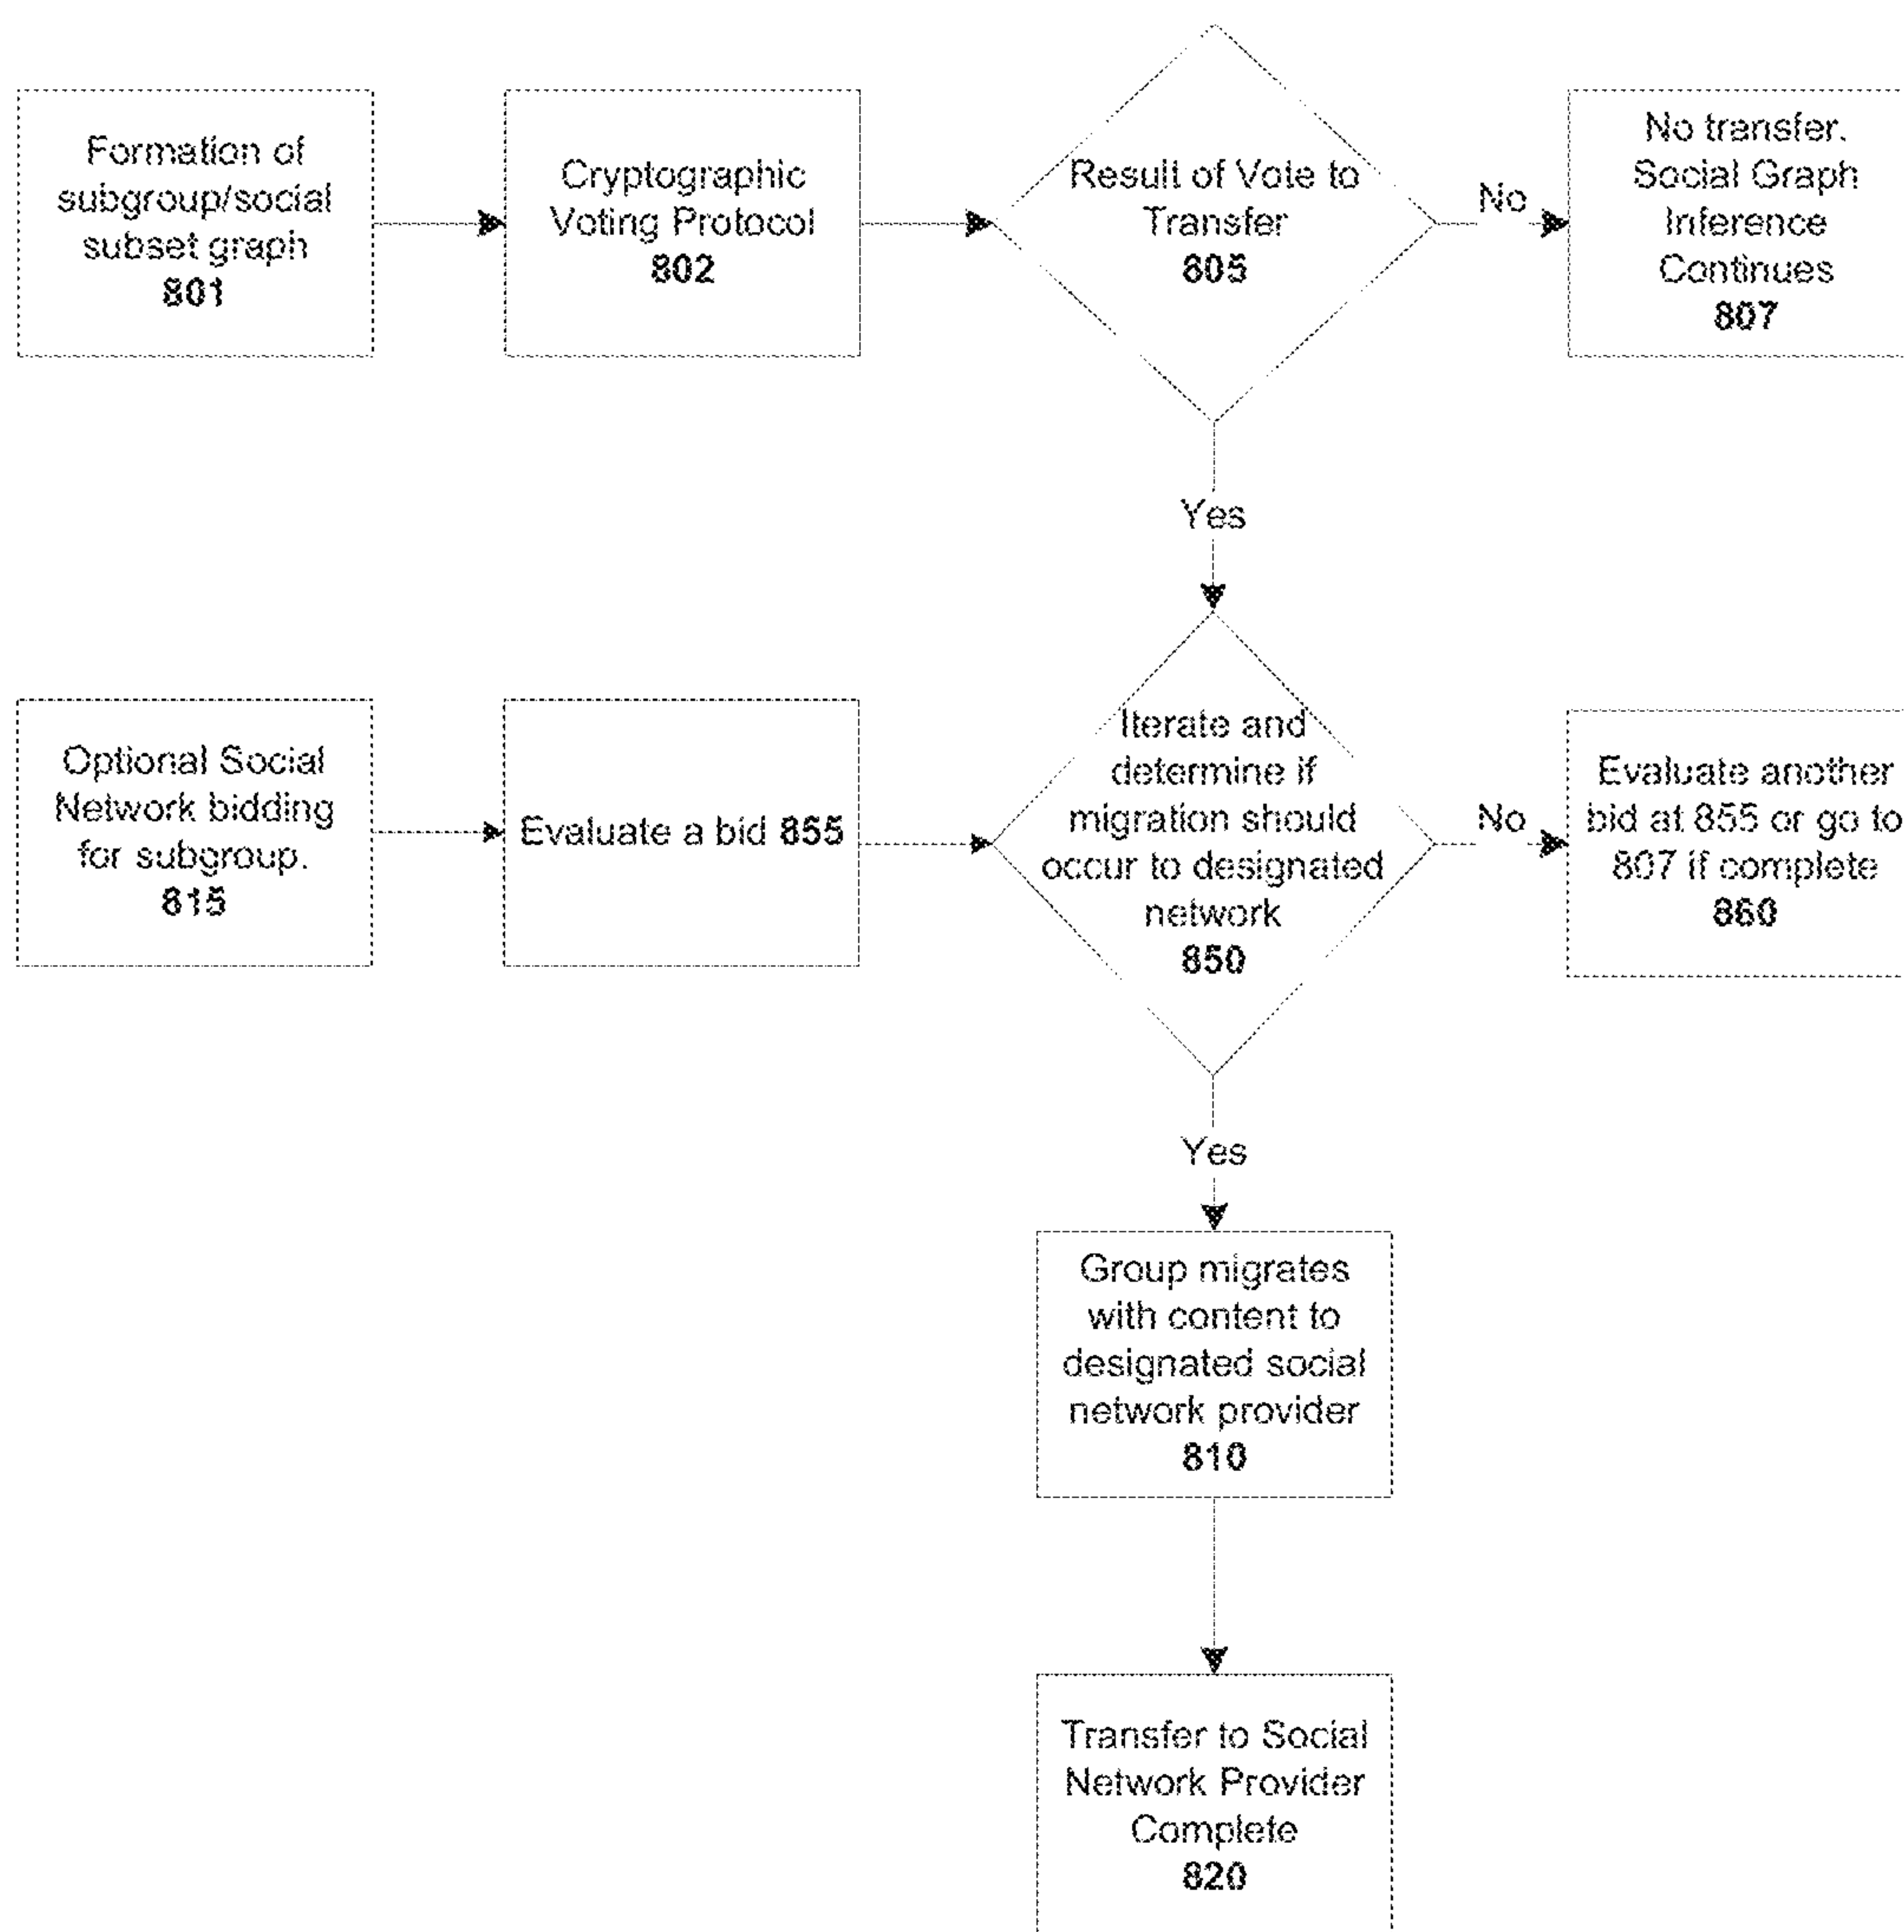 Formation of
subgroup/social
subset graph
801
Cryptographic
Voting Protocol
802
Result of Vote to
Transfer
805
No
No transfer.
Social Graph
Inference
Continues
807
Yes
Optional Social
Network bidding
for subgroup.
815
Evaluate a bid 855
Iterate and
determine if
migration should
occur to designated
network
850
No
Evaluate another
bid at 855 or go to
807 if complete
860
Yes
Group migrates
with content to
designated social
network provider
810
Transfer to Social
Network Provider
Complete
820